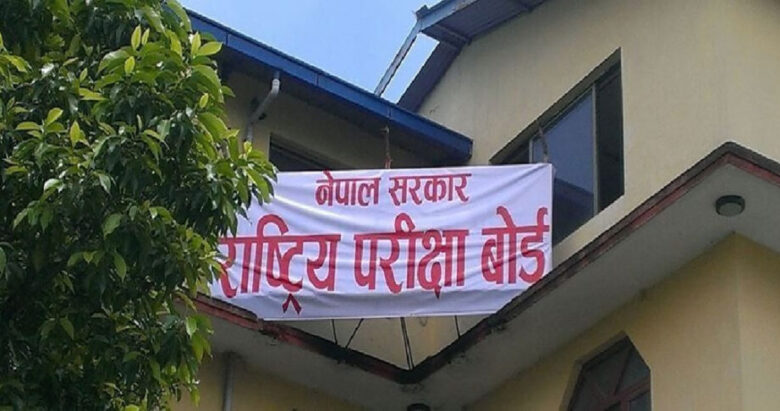 नेपाल सरकार
राष्ट्रिय परीक्षा बोर्ड